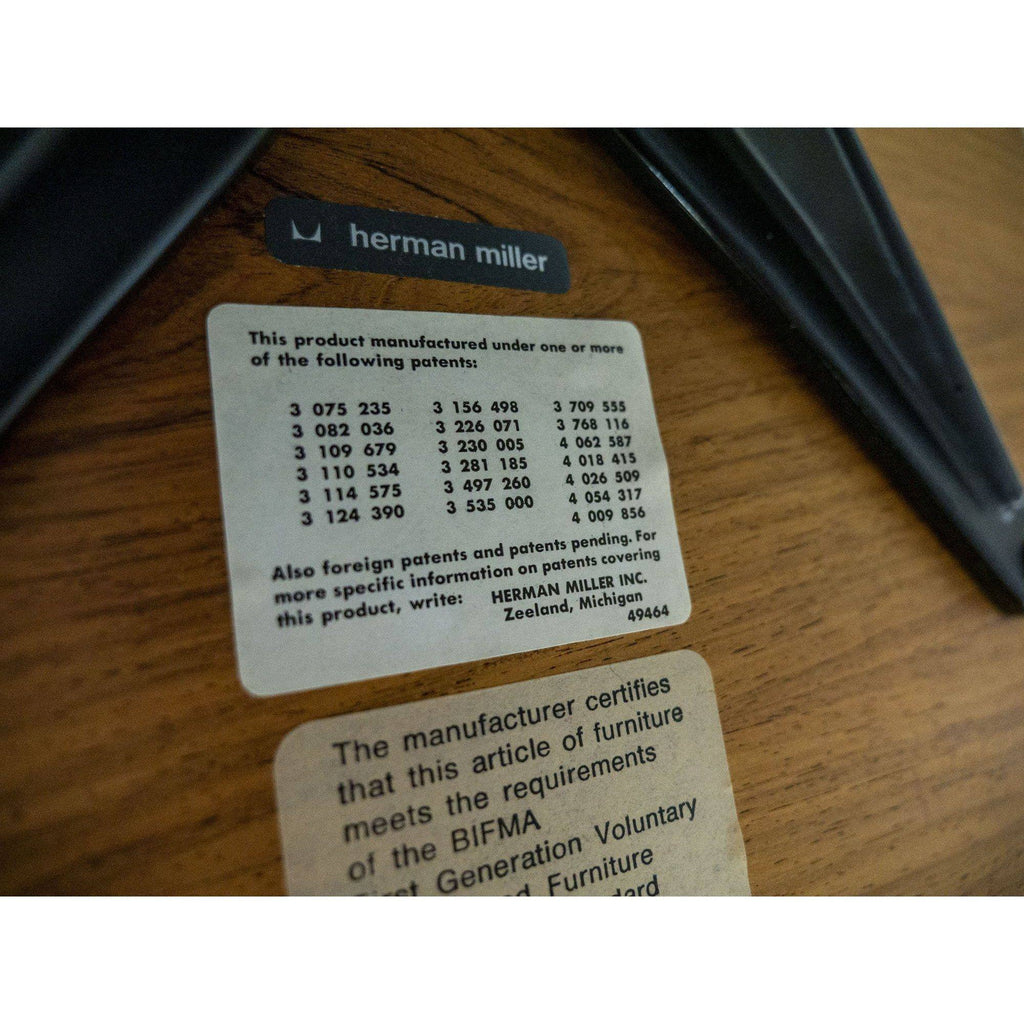 herman miller
This product manufactured under one or more
of the following patents:
3 075 235 3 156 498 3 709 555
3 082 036 3 226 071 3 768 116
3 109 679 3 230 005 4 062 587
3 110 534 3 281 185 4 018 415
3 114 575 3 497 260 4 026 509
3 124 390 3 535 000 4 054 317
4 009 856
Also foreign patents and patents pending. For
more specific information on patents covering
this product, write: HERMAN MILLER INC.
Zeeland, Michigan
49464
The manufacturer certifies
that this article of furniture
meets the requirements
of the BIFMA
First Generation Voluntary
Furniture